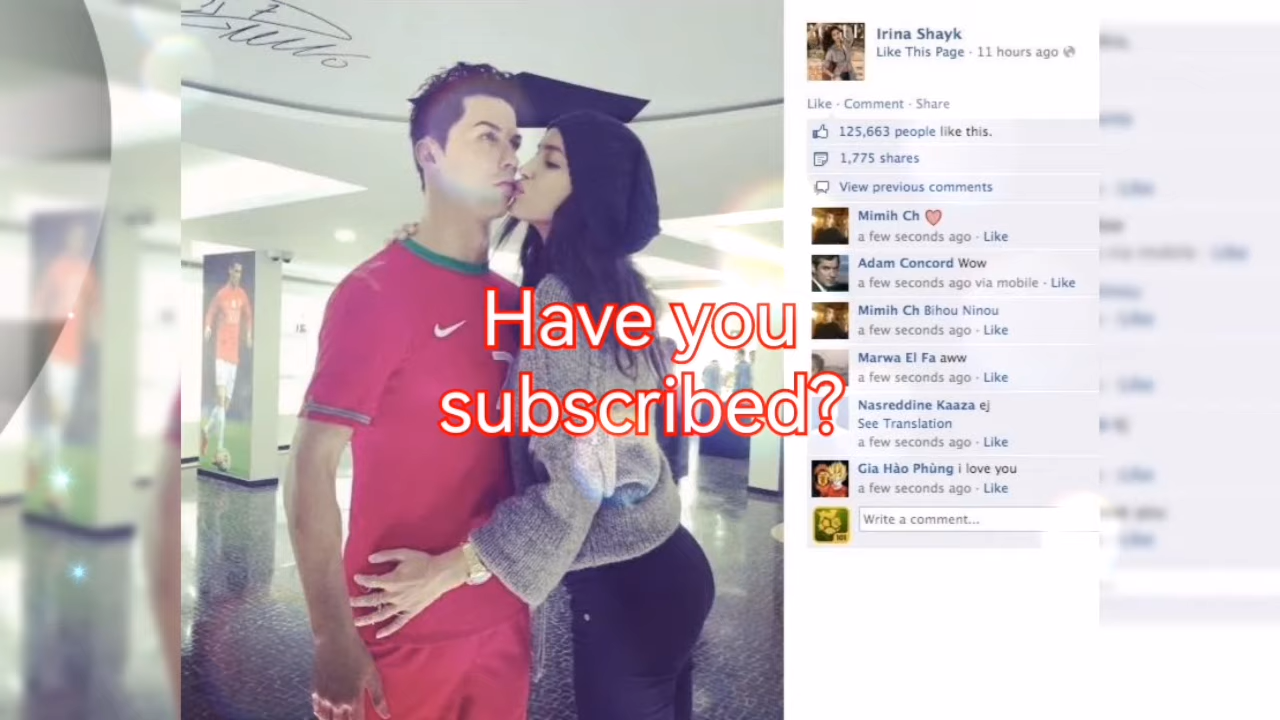 Irina Shayk
Like This Page · 11 hours ago
Like · Comment · Share
125,663 people like this.
1,775 shares
View previous comments
Mimih Ch
a few seconds ago · Like
Adam Concord Wow
a few seconds ago via mobile · Like
Mimih Ch Bihou Ninou
a few seconds ago · Like
Marwa El Fa aww
a few seconds ago · Like
Nasreddine Kaaza ej
See Translation
a few seconds ago · Like
Gia Hào Phùng i love you
a few seconds ago · Like
Write a comment...
Have you
subscribed?